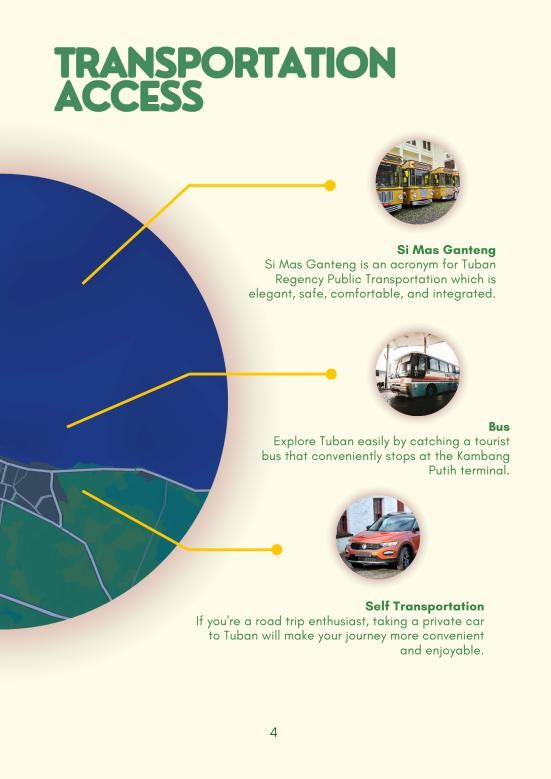 TRANSPORTATION
ACCESS
Si Mas Ganteng
Si Mas Ganteng is an acronym for Tuban
Regency Public Transportation which is
elegant, safe, comfortable, and integrated.
Bus
Explore Tuban easily by catching a tourist
bus that conveniently stops at the Kambang
Putih terminal.
Self Transportation
If you're a road trip enthusiast, taking a private car
to Tuban will make your journey more convenient
and enjoyable.
4